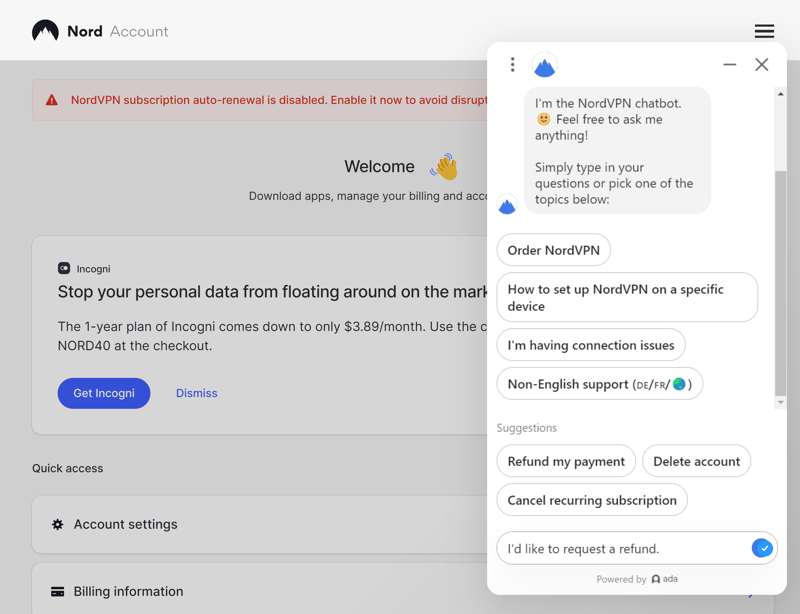 Nord Account
NordVPN subscription auto-renewal is disabled. Enable it now to avoid disrupt
Welcome
Download apps, manage your billing and acco
Incogni
Stop your personal data from floating around on the mark
The 1-year plan of Incogni comes down to only $3.89/month. Use the c
NORD40 at the checkout.
Get Incogni
Dismiss
Quick access
Account settings
Billing information
I'm the NordVPN chatbot.
🙂 Feel free to ask me
anything!
Simply type in your
questions or pick one of the
topics below:
Order NordVPN
How to set up NordVPN on a specific
device
I'm having connection issues
Non-English support (DE/FR/🌏)
Suggestions
Refund my payment
Delete account
Cancel recurring subscription
I'd like to request a refund.
Powered by ada